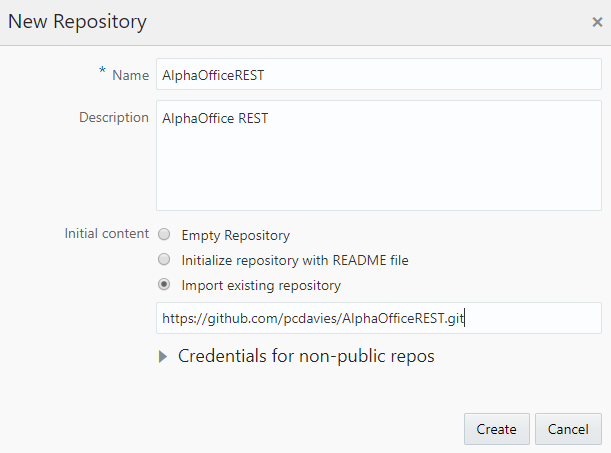 New Repository
×
* Name AlphaOfficeREST
Description AlphaOffice REST
Initial content Empty Repository
Initialize repository with README file
Import existing repository
https://github.com/pcdavies/AlphaOfficeREST.git
Credentials for non-public repos
Create Cancel